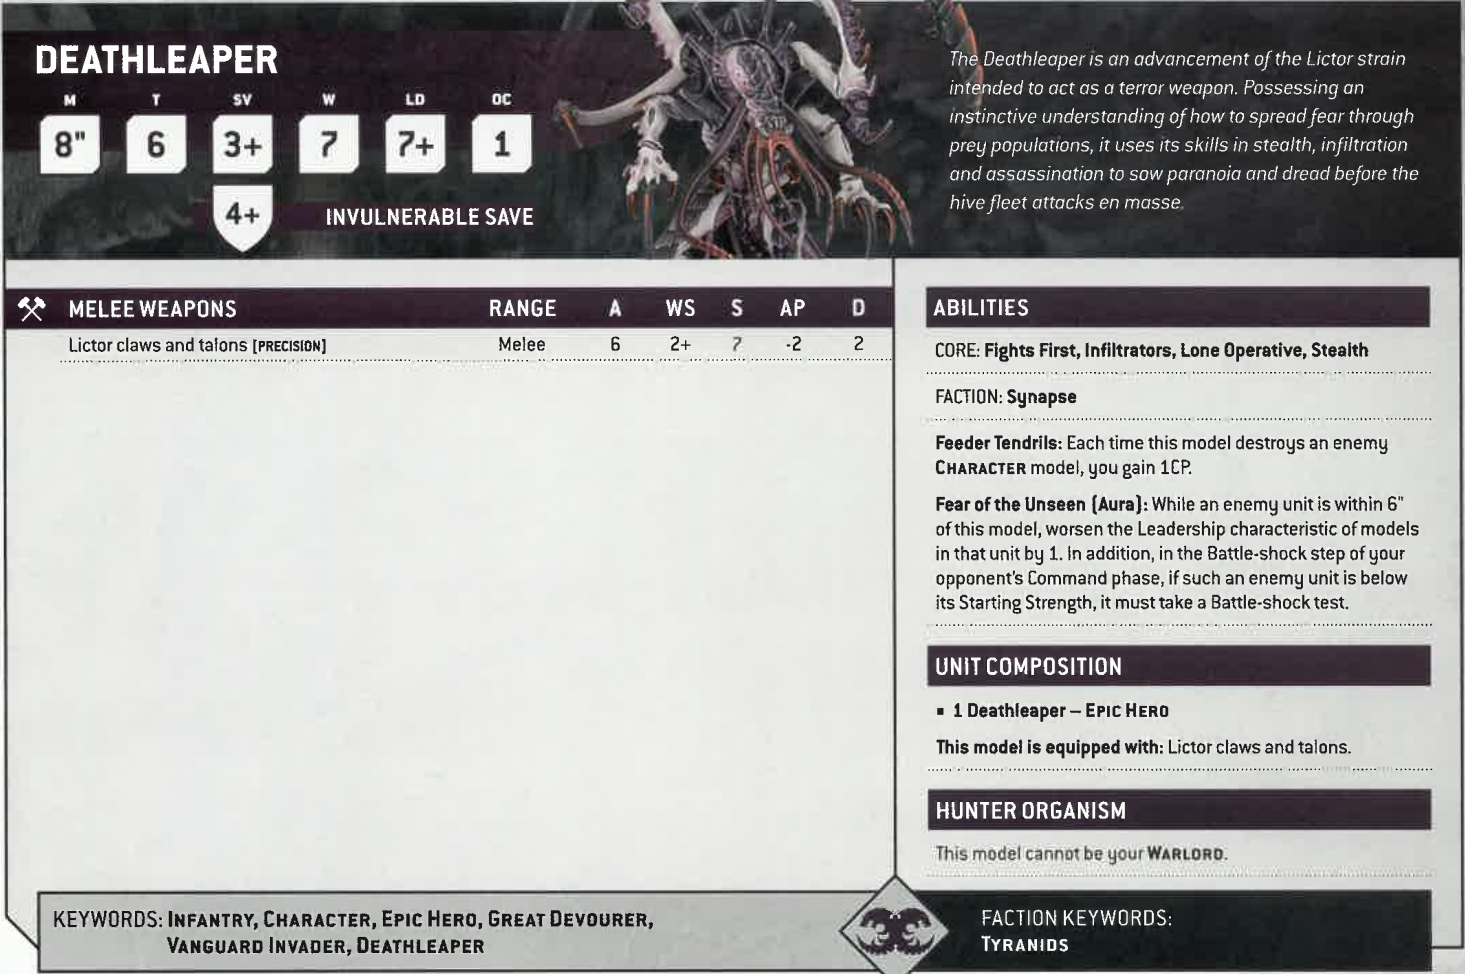 DEATHLEAPER
M T SV W LD OC
8" 6 3+ 7 7+ 1
4+ INVULNERABLE SAVE
The Deathleaper is an advancement of the Lictor strain
intended to act as a terror weapon. Possessing an
instinctive understanding of how to spread fear through
prey populations, it uses its skills in stealth, infiltration
and assassination to sow paranoia and dread before the
hive fleet attacks en masse.
MELEE WEAPONS RANGE A WS S AP D
Lictor claws and talons [PRECISION] Melee 6 2+ 7 -2 2
ABILITIES
CORE: Fights First, Infiltrators, Lone Operative, Stealth
FACTION: Synapse
Feeder Tendrils: Each time this model destroys an enemy
CHARACTER model, you gain 1CP.
Fear of the Unseen (Aura): While an enemy unit is within 6"
of this model, worsen the Leadership characteristic of models
in that unit by 1. In addition, in the Battle-shock step of your
opponent's Command phase, if such an enemy unit is below
its Starting Strength, it must take a Battle-shock test.
UNIT COMPOSITION
▪ 1 Deathleaper – EPIC HERO
This model is equipped with: Lictor claws and talons.
HUNTER ORGANISM
This model cannot be your WARLORD.
KEYWORDS: INFANTRY, CHARACTER, EPIC HERO, GREAT DEVOURER,
VANGUARD INVADER, DEATHLEAPER
FACTION KEYWORDS:
TYRANIDS